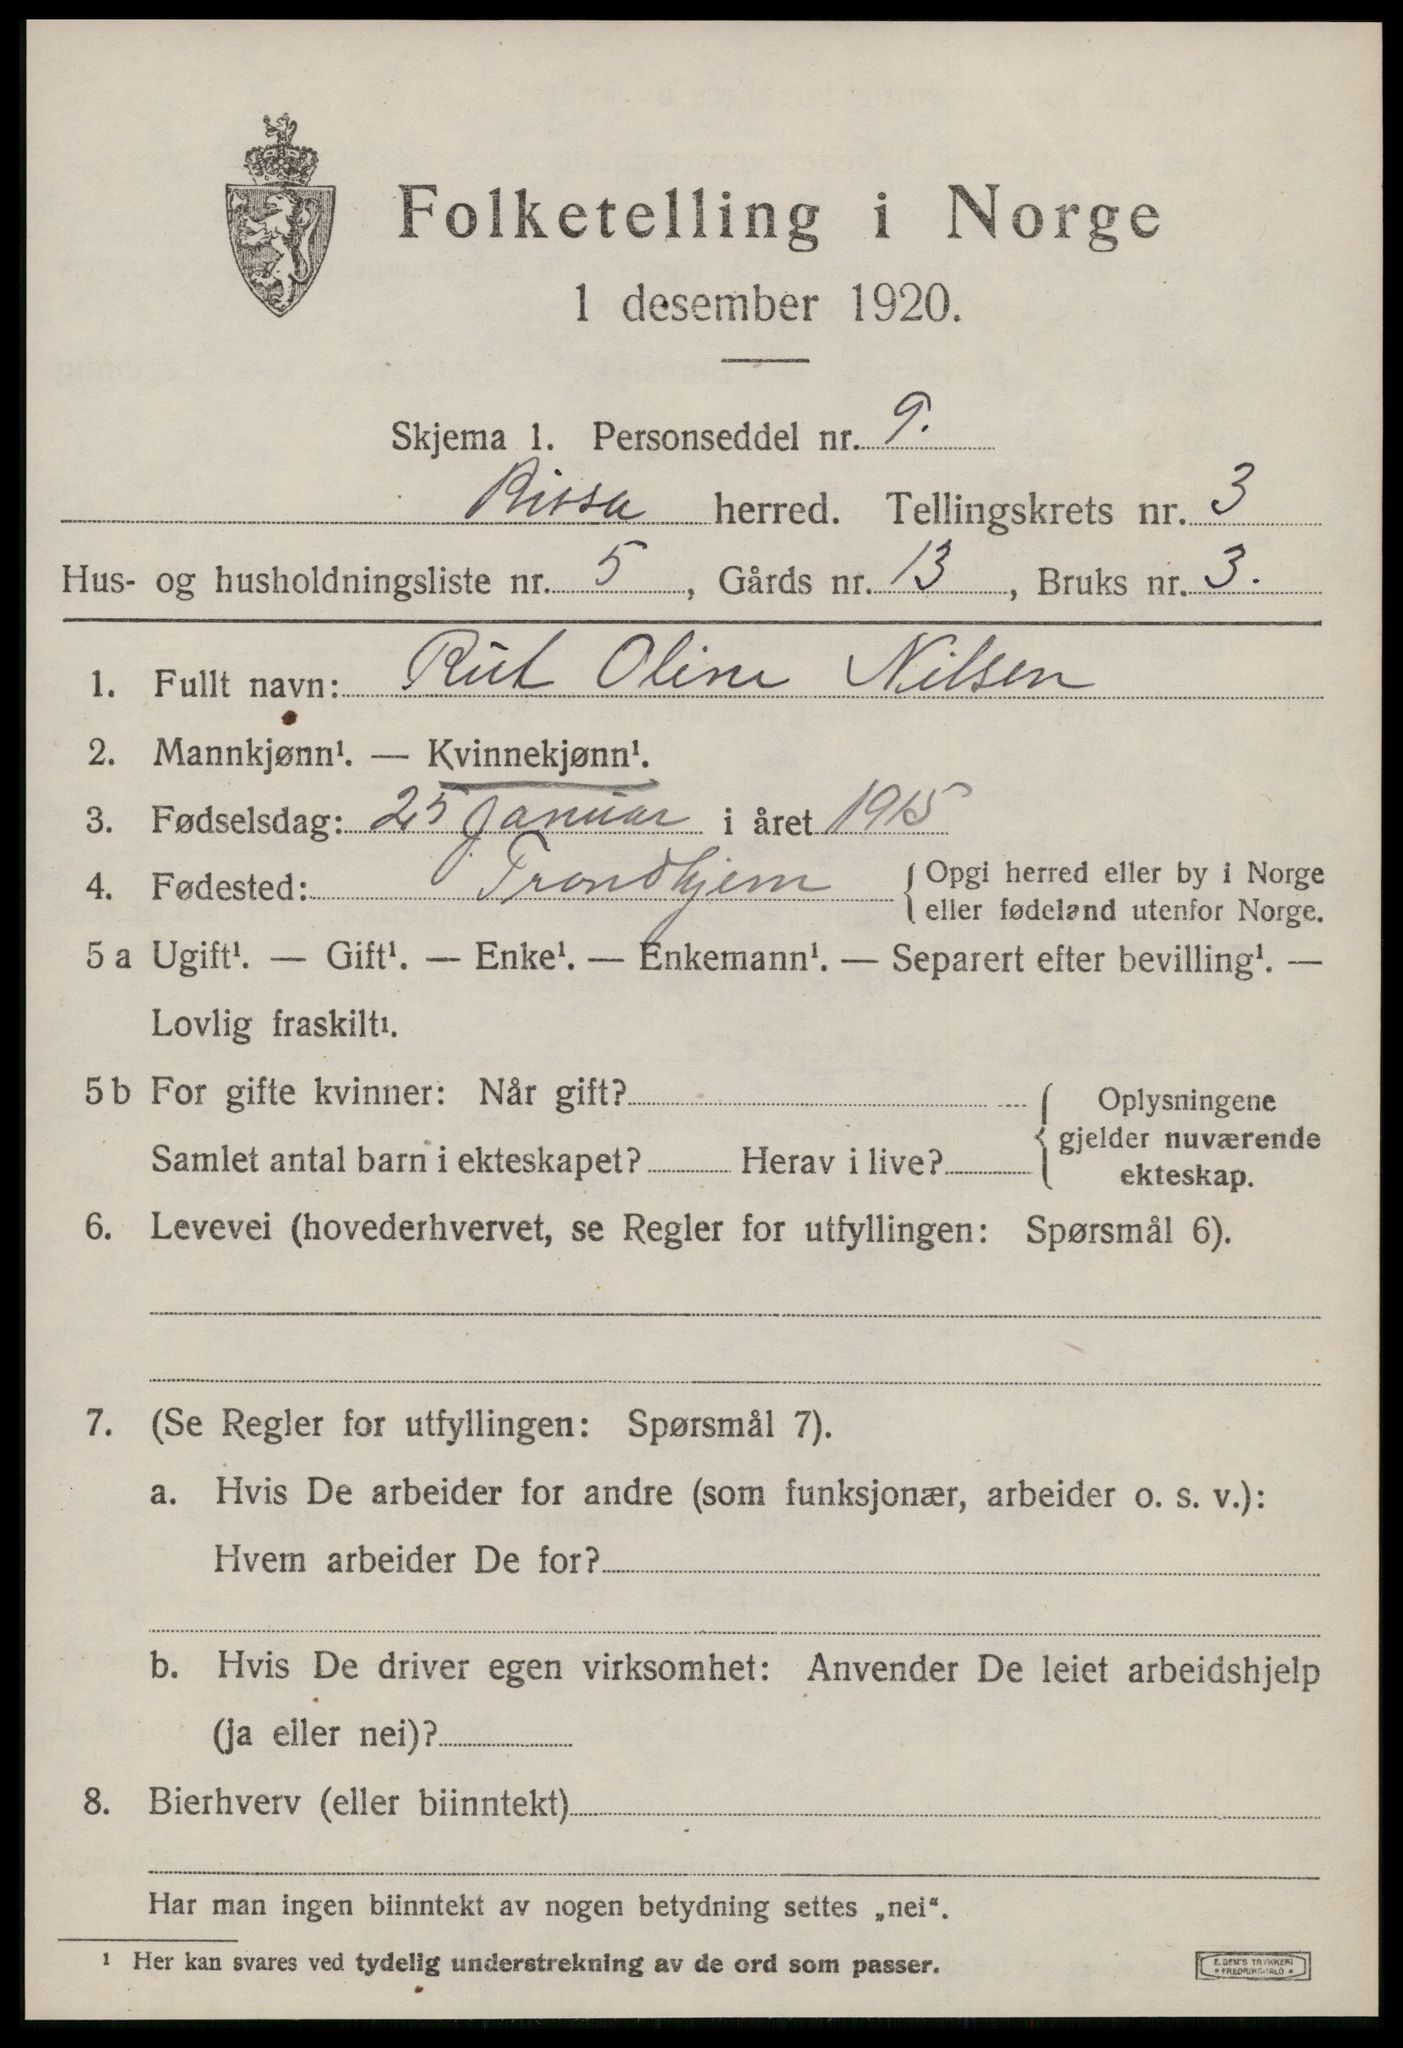 Folketelling i Norge
1 desember 1920.
Skjema 1. Personseddel nr. 9.
Rissa herred. Tellingskrets nr. 3
Hus- og husholdningsliste nr. 5, Gårds nr. 13, Bruks nr. 3.
1. Fullt navn: Rut Oline Nilsen
2. Mannkjønn¹. — Kvinnekjønn¹.
3. Fødselsdag: 25 januar i året 1915
4. Fødested: Trondhjem { Opgi herred eller by i Norge
eller fødeland utenfor Norge.
5 a Ugift¹. — Gift¹. — Enke¹. — Enkemann¹. — Separert efter bevilling¹. —
Lovlig fraskilt¹.
5 b For gifte kvinner: Når gift?
Samlet antal barn i ekteskapet? Herav i live?
{ Oplysningene
gjelder nuværende
ekteskap.
6. Levevei (hovederhvervet, se Regler for utfyllingen: Spørsmål 6).
7. (Se Regler for utfyllingen: Spørsmål 7).
a. Hvis De arbeider for andre (som funksjonær, arbeider o. s. v.):
Hvem arbeider De for?
b. Hvis De driver egen virksomhet: Anvender De leiet arbeidshjelp
(ja eller nei)?
8. Bierhverv (eller biinntekt)
Har man ingen biinntekt av nogen betydning settes „nei“.
¹ Her kan svares ved tydelig understrekning av de ord som passer.
E. SEM'S TRYKKERI
* FREDRIKSHALD *